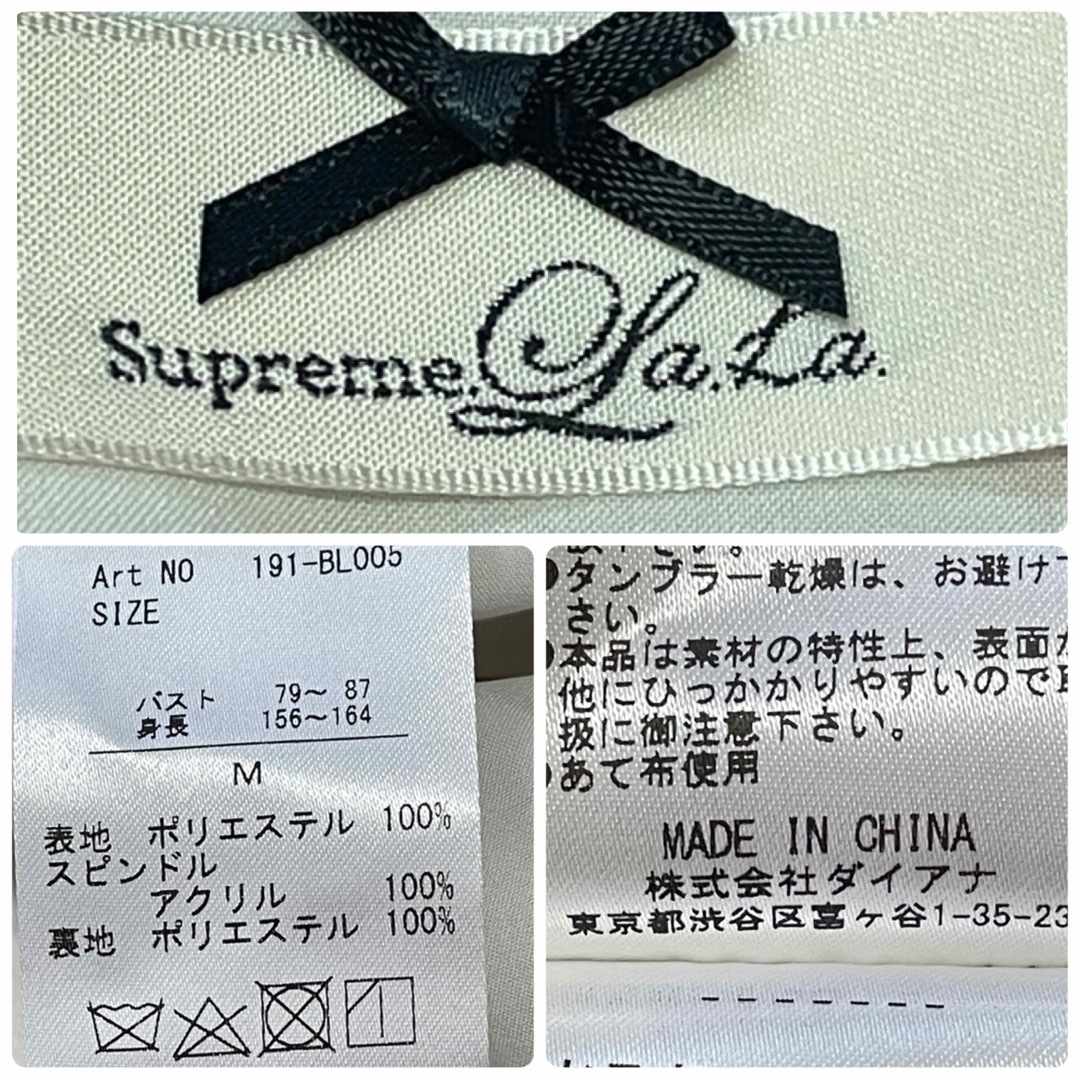 Supreme.La.La.
Art NO 191-BL005
SIZE
バスト 79～ 87
身長 156～164
M
表地 ポリエステル 100%
スピンドル
アクリル 100%
裏地 ポリエステル 100%
タンブラー乾燥は、お避け
さい。
本品は素材の特性上、表面
他にひっかかりやすいので
扱に御注意下さい。
あて布使用
MADE IN CHINA
株式会社ダイアナ
東京都渋谷区富ヶ谷1-35-23